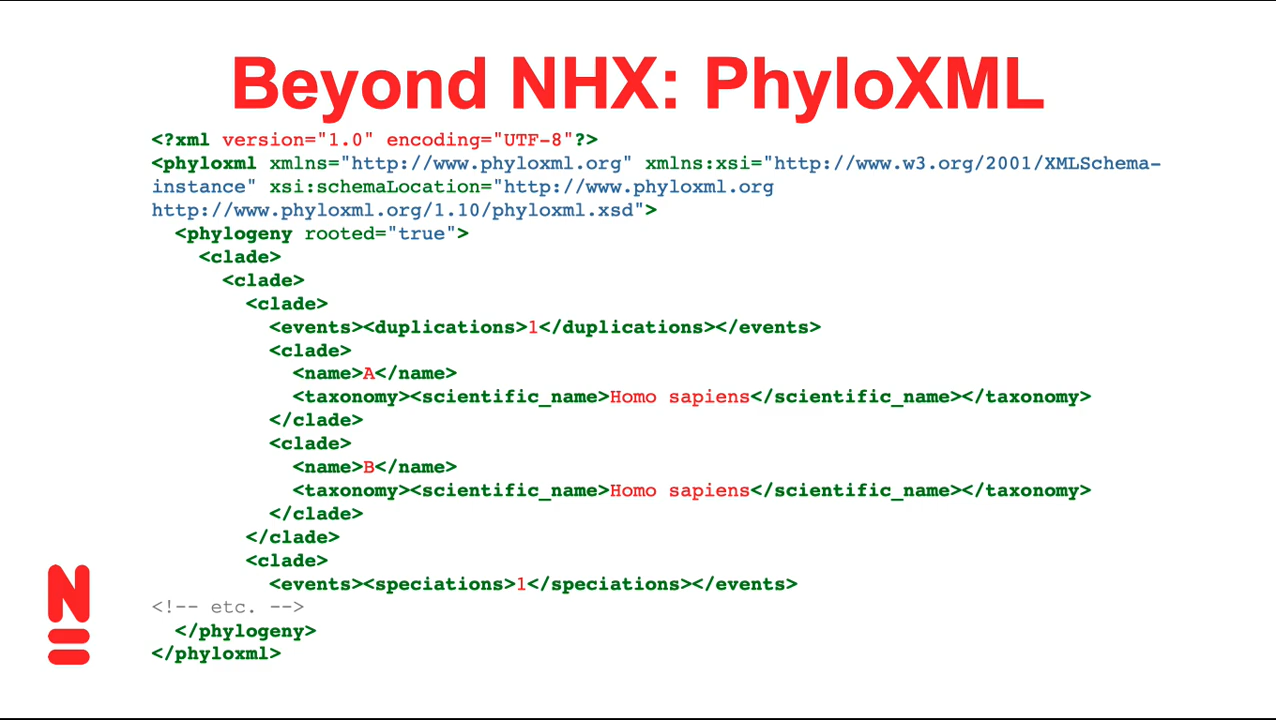 Beyond NHX: PhyloXML
<?xml version="1.0" encoding="UTF-8"?>
<phyloxml xmlns="http://www.phyloxml.org" xmlns:xsi="http://www.w3.org/2001/XMLSchema-
instance" xsi:schemaLocation="http://www.phyloxml.org
http://www.phyloxml.org/1.10/phyloxml.xsd">
  <phylogeny rooted="true">
    <clade>
      <clade>
        <clade>
          <events><duplications>1</duplications></events>
          <clade>
            <name>A</name>
            <taxonomy><scientific_name>Homo sapiens</scientific_name></taxonomy>
          </clade>
          <clade>
            <name>B</name>
            <taxonomy><scientific_name>Homo sapiens</scientific_name></taxonomy>
          </clade>
        </clade>
        <clade>
          <events><speciations>1</speciations></events>
<!-- etc. -->
  </phylogeny>
</phyloxml>
N